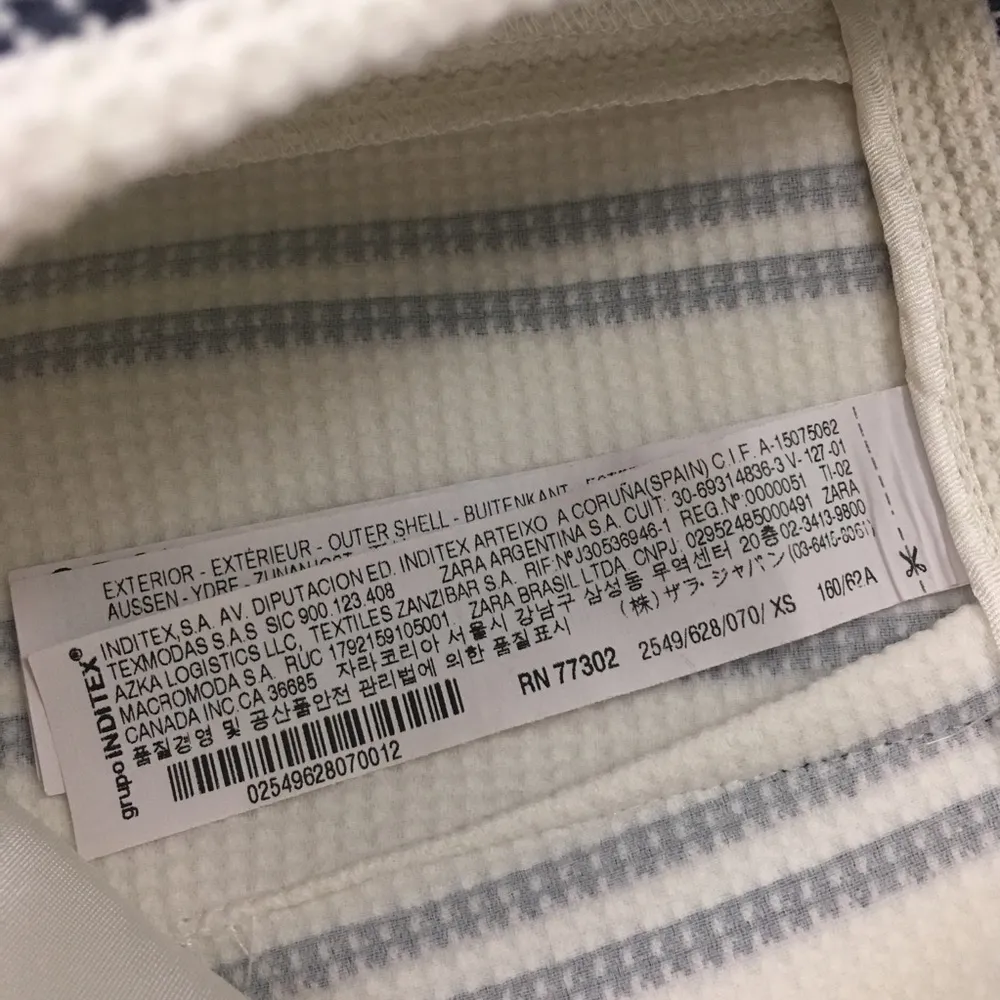 EXTERIOR - EXTÉRIEUR - OUTER SHELL - BUITENKANT
AUSSEN - YDRE -
grupo INDITEX®
INDITEX,S.A. AV. DIPUTACION ED. INDITEX ARTEIXO A CORUÑA(SPAIN) C.I.F. A-15075062
TEXMODAS S.A.S SIC 900.123.408 ZARA ARGENTINA S.A. CUIT: 30-69314836-3 V-127-01
AZKA LOGISTICS LLC, TEXTILES ZANZIBAR S.A. RIF:NºJ30536946-1 REG.Nº:0000051 TI-02
MACROMODA S.A. RUC 1792159105001. ZARA BRASIL LTDA, CNPJ. 02952485000491 ZARA
CANADA INC CA 36685 자라코리아 서울시 강남구 삼성동 무역센터 20층 02-3413-9800
품질경영 및 공산품안전 관리법에 의한 품질표시 (株) ザラ・ジャパン
RN 77302 2549/628/070/ XS 160/62A
02549628070012